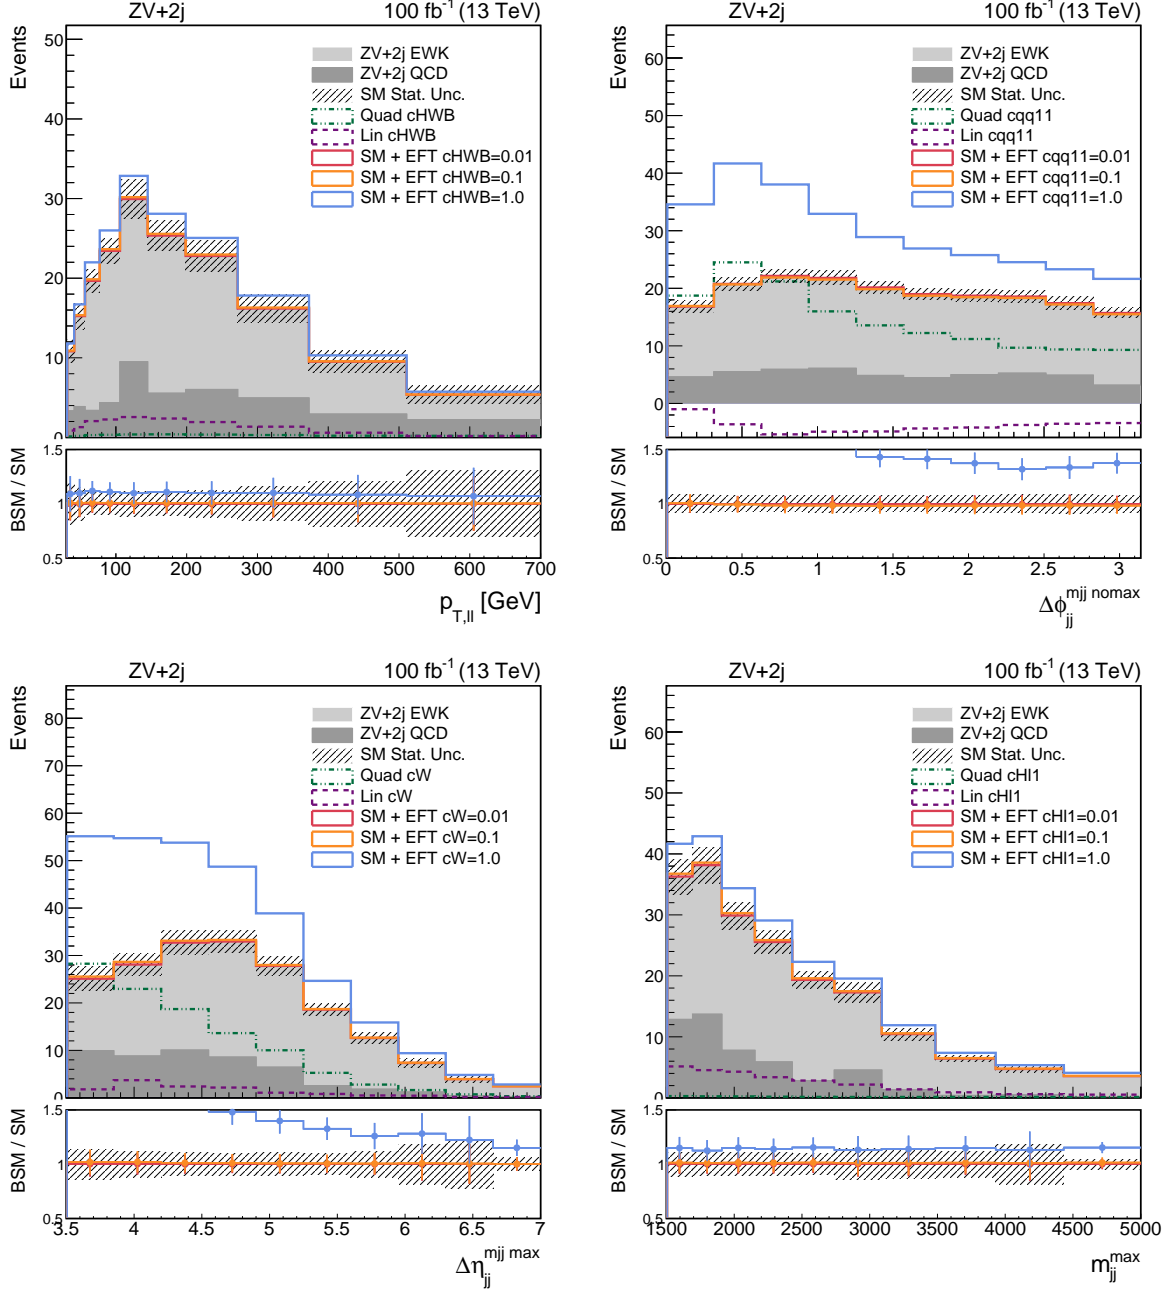 ZV+2j 100 fb⁻¹ (13 TeV)
Events
50
40
30
20
10
0
ZV+2j EWK
ZV+2j QCD
SM Stat. Unc.
Quad cHWB
Lin cHWB
SM + EFT cHWB=0.01
SM + EFT cHWB=0.1
SM + EFT cHWB=1.0
BSM / SM
1.5
1
0.5
100 200 300 400 500 600 700
p_T,ll [GeV]
ZV+2j 100 fb⁻¹ (13 TeV)
Events
60
50
40
30
20
10
0
ZV+2j EWK
ZV+2j QCD
SM Stat. Unc.
Quad cqq11
Lin cqq11
SM + EFT cqq11=0.01
SM + EFT cqq11=0.1
SM + EFT cqq11=1.0
BSM / SM
1.5
1
0.5
0 0.5 1 1.5 2 2.5 3
Δϕ_jj^mjj nomax
ZV+2j 100 fb⁻¹ (13 TeV)
Events
80
70
60
50
40
30
20
10
0
ZV+2j EWK
ZV+2j QCD
SM Stat. Unc.
Quad cW
Lin cW
SM + EFT cW=0.01
SM + EFT cW=0.1
SM + EFT cW=1.0
BSM / SM
1.5
1
0.5
3.5 4 4.5 5 5.5 6 6.5 7
Δη_jj^mjj max
ZV+2j 100 fb⁻¹ (13 TeV)
Events
60
50
40
30
20
10
0
ZV+2j EWK
ZV+2j QCD
SM Stat. Unc.
Quad cHl1
Lin cHl1
SM + EFT cHl1=0.01
SM + EFT cHl1=0.1
SM + EFT cHl1=1.0
BSM / SM
1.5
1
0.5
1500 2000 2500 3000 3500 4000 4500 5000
m_jj^max